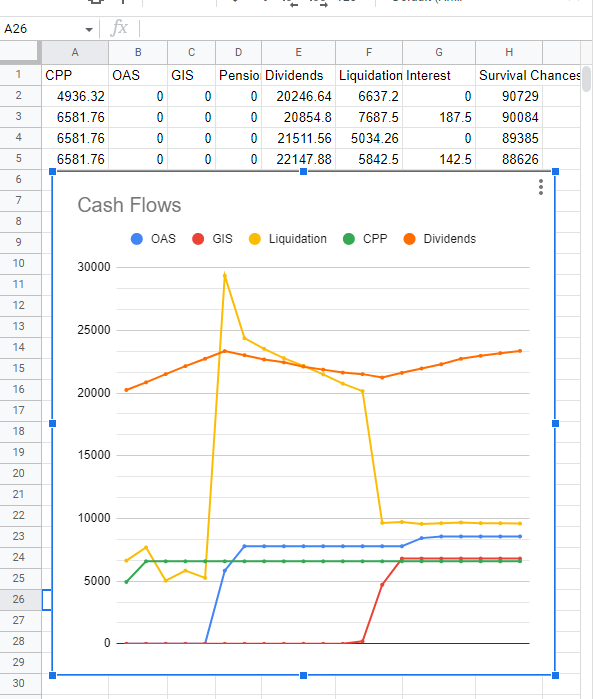 A26 fx
A B C D E F G H
1 CPP OAS GIS Pensio Dividends Liquidation Interest Survival Chances
2 4936.32 0 0 0 20246.64 6637.2 0 90729
3 6581.76 0 0 0 20854.8 7687.5 187.5 90084
4 6581.76 0 0 0 21511.56 5034.26 0 89385
5 6581.76 0 0 0 22147.88 5842.5 142.5 88626
6
7 Cash Flows
8
9 OAS GIS Liquidation CPP Dividends
10 30000
11
12
13 25000
14
15
16 20000
17
18
19 15000
20
21
22 10000
23
24
25 5000
26
27
28 0
29
30